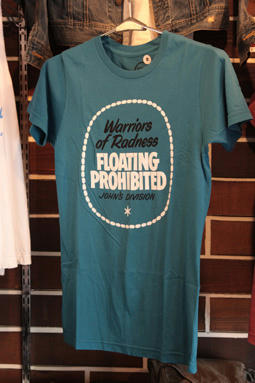 Warriors
of Radness
FLOATING
PROHIBITED
JOHN'S DIVISION